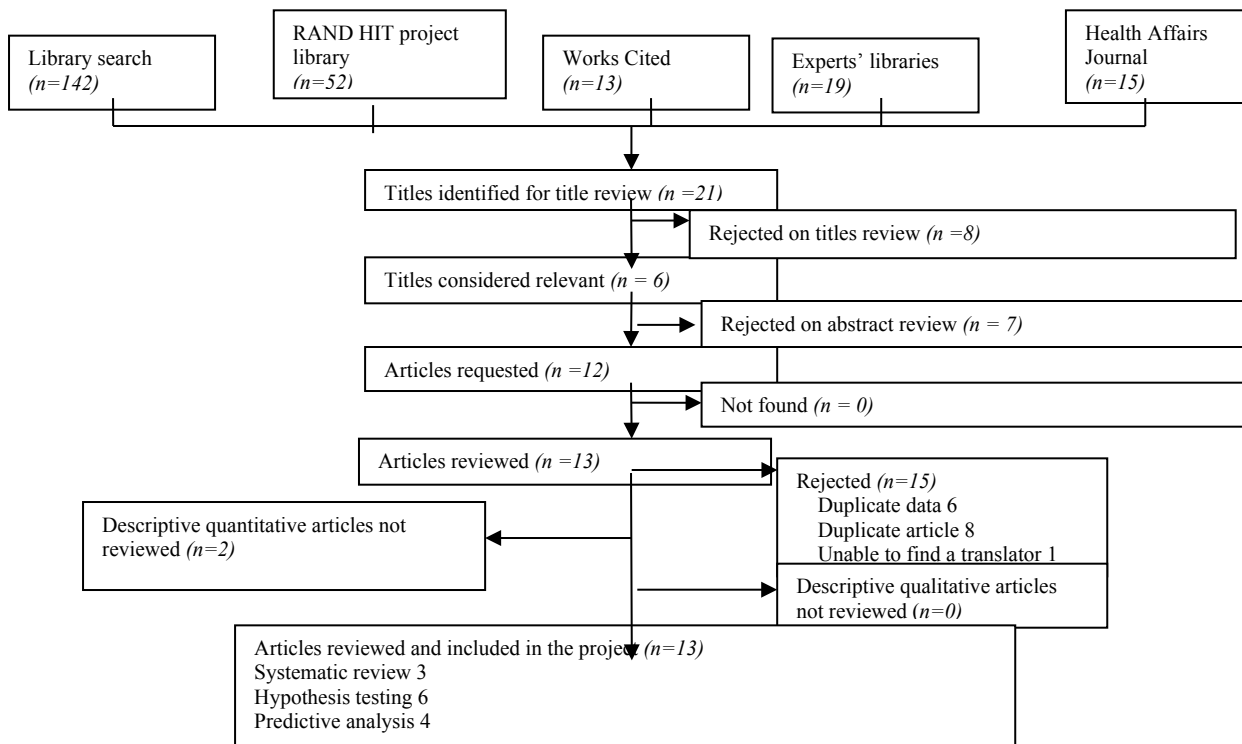 Library search
(n=142)
RAND HIT project
library
(n=52)
Works Cited
(n=13)
Experts’ libraries
(n=19)
Health Affairs
Journal
(n=15)
Titles identified for title review (n =21)
Rejected on titles review (n =8)
Titles considered relevant (n = 6)
Rejected on abstract review (n = 7)
Articles requested (n =12)
Not found (n = 0)
Articles reviewed (n =13)
Rejected (n=15)
Duplicate data 6
Duplicate article 8
Unable to find a translator 1
Descriptive quantitative articles not
reviewed (n=2)
Descriptive qualitative articles
not reviewed (n=0)
Articles reviewed and included in the project (n=13)
Systematic review 3
Hypothesis testing 6
Predictive analysis 4